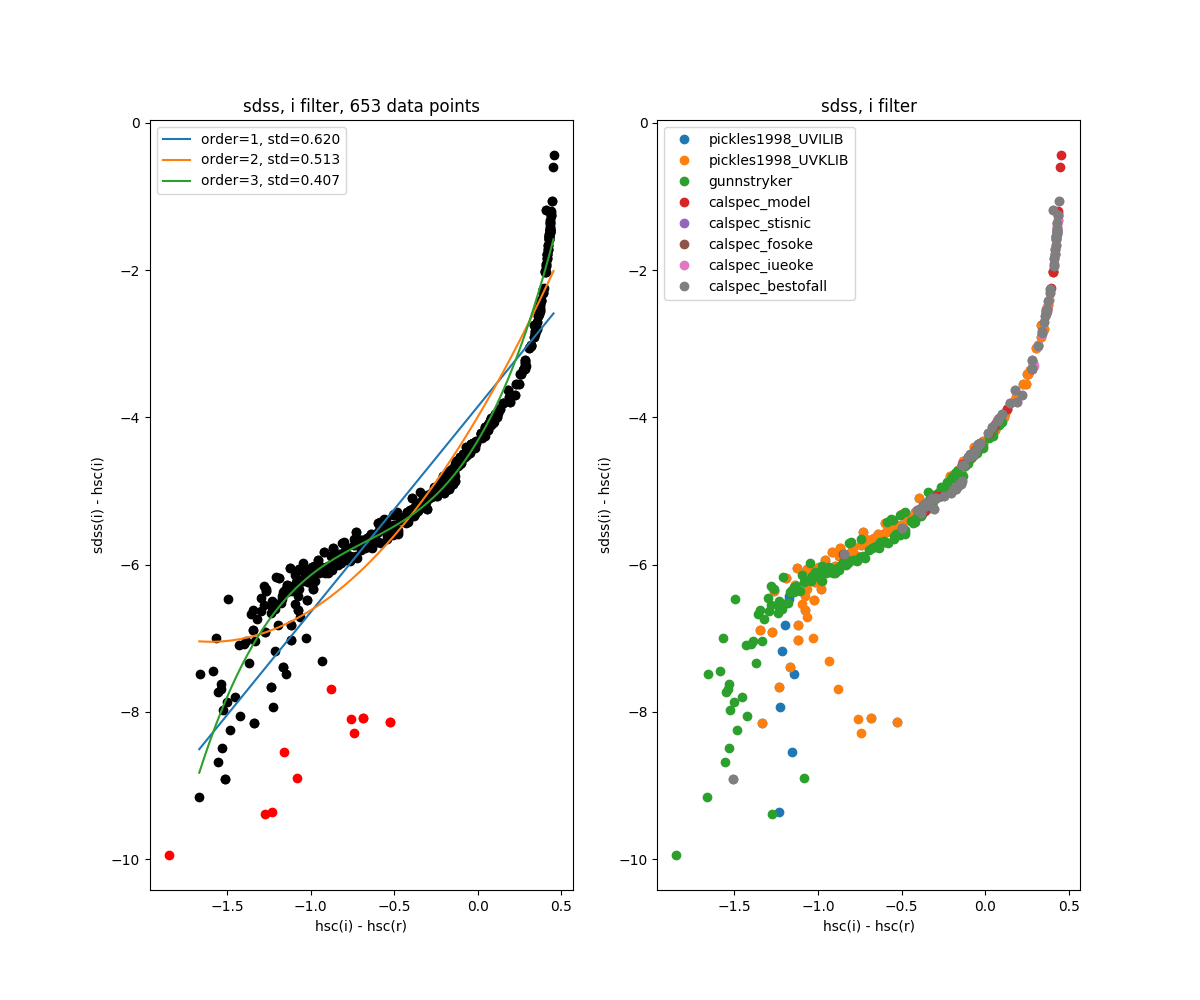 sdss, i filter, 653 data points
order=1, std=0.620
order=2, std=0.513
order=3, std=0.407
0
−2
−4
−6
−8
−10
sdss(i) - hsc(i)
−1.5
−1.0
−0.5
0.0
0.5
hsc(i) - hsc(r)
sdss, i filter
pickles1998_UVILIB
pickles1998_UVKLIB
gunnstryker
calspec_model
calspec_stisnic
calspec_fosoke
calspec_iueoke
calspec_bestofall
0
−2
−4
−6
−8
−10
sdss(i) - hsc(i)
−1.5
−1.0
−0.5
0.0
0.5
hsc(i) - hsc(r)